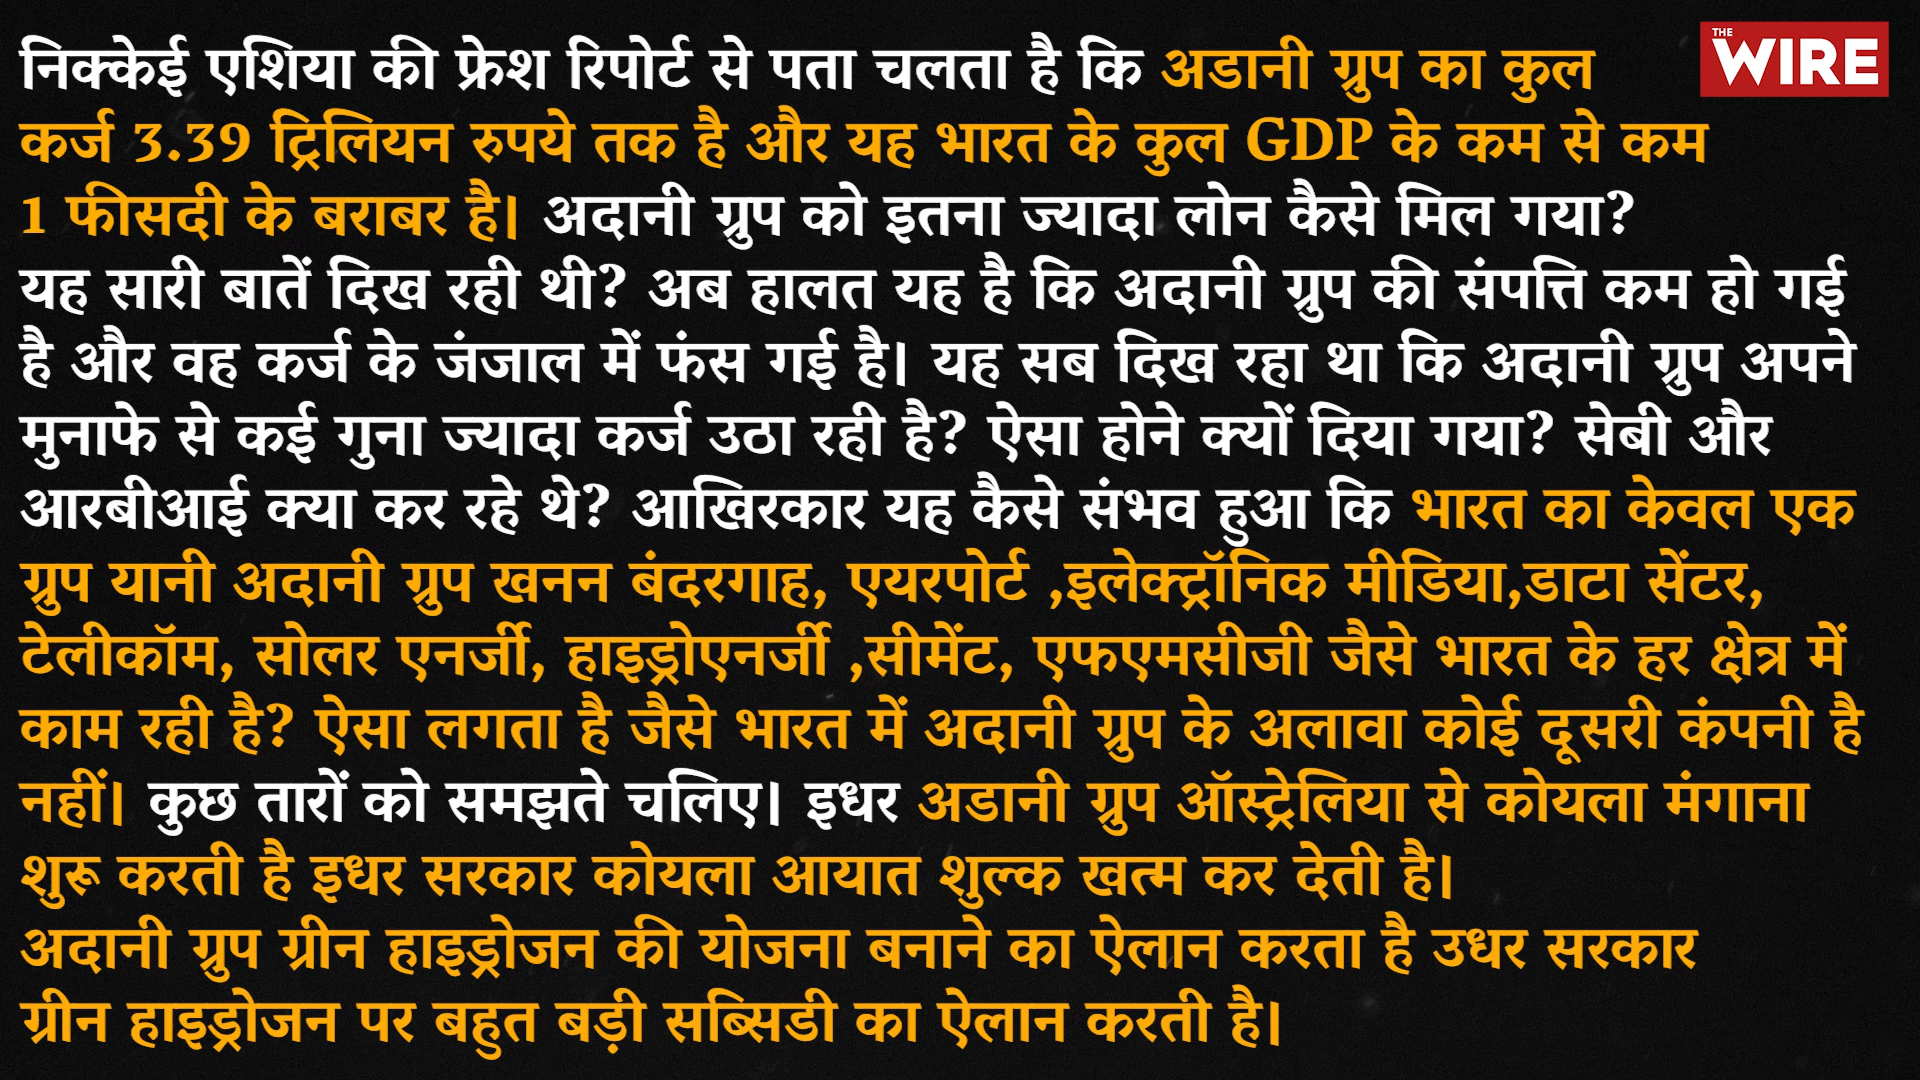 THE WIRE
निक्केई एशिया की फ्रेश रिपोर्ट से पता चलता है कि अडानी ग्रुप का कुल
कर्ज 3.39 ट्रिलियन रुपये तक है और यह भारत के कुल GDP के कम से कम
1 फीसदी के बराबर है। अदानी ग्रुप को इतना ज्यादा लोन कैसे मिल गया?
यह सारी बातें दिख रही थी? अब हालत यह है कि अदानी ग्रुप की संपत्ति कम हो गई
है और वह कर्ज के जंजाल में फंस गई है। यह सब दिख रहा था कि अदानी ग्रुप अपने
मुनाफे से कई गुना ज्यादा कर्ज उठा रही है? ऐसा होने क्यों दिया गया? सेबी और
आरबीआई क्या कर रहे थे? आखिरकार यह कैसे संभव हुआ कि भारत का केवल एक
ग्रुप यानी अदानी ग्रुप खनन बंदरगाह, एयरपोर्ट ,इलेक्ट्रॉनिक मीडिया,डाटा सेंटर,
टेलीकॉम, सोलर एनर्जी, हाइड्रोएनर्जी ,सीमेंट, एफएमसीजी जैसे भारत के हर क्षेत्र में
काम रही है? ऐसा लगता है जैसे भारत में अदानी ग्रुप के अलावा कोई दूसरी कंपनी है
नहीं। कुछ तारों को समझते चलिए। इधर अडानी ग्रुप ऑस्ट्रेलिया से कोयला मंगाना
शुरू करती है इधर सरकार कोयला आयात शुल्क खत्म कर देती है।
अदानी ग्रुप ग्रीन हाइड्रोजन की योजना बनाने का ऐलान करता है उधर सरकार
ग्रीन हाइड्रोजन पर बहुत बड़ी सब्सिडी का ऐलान करती है।